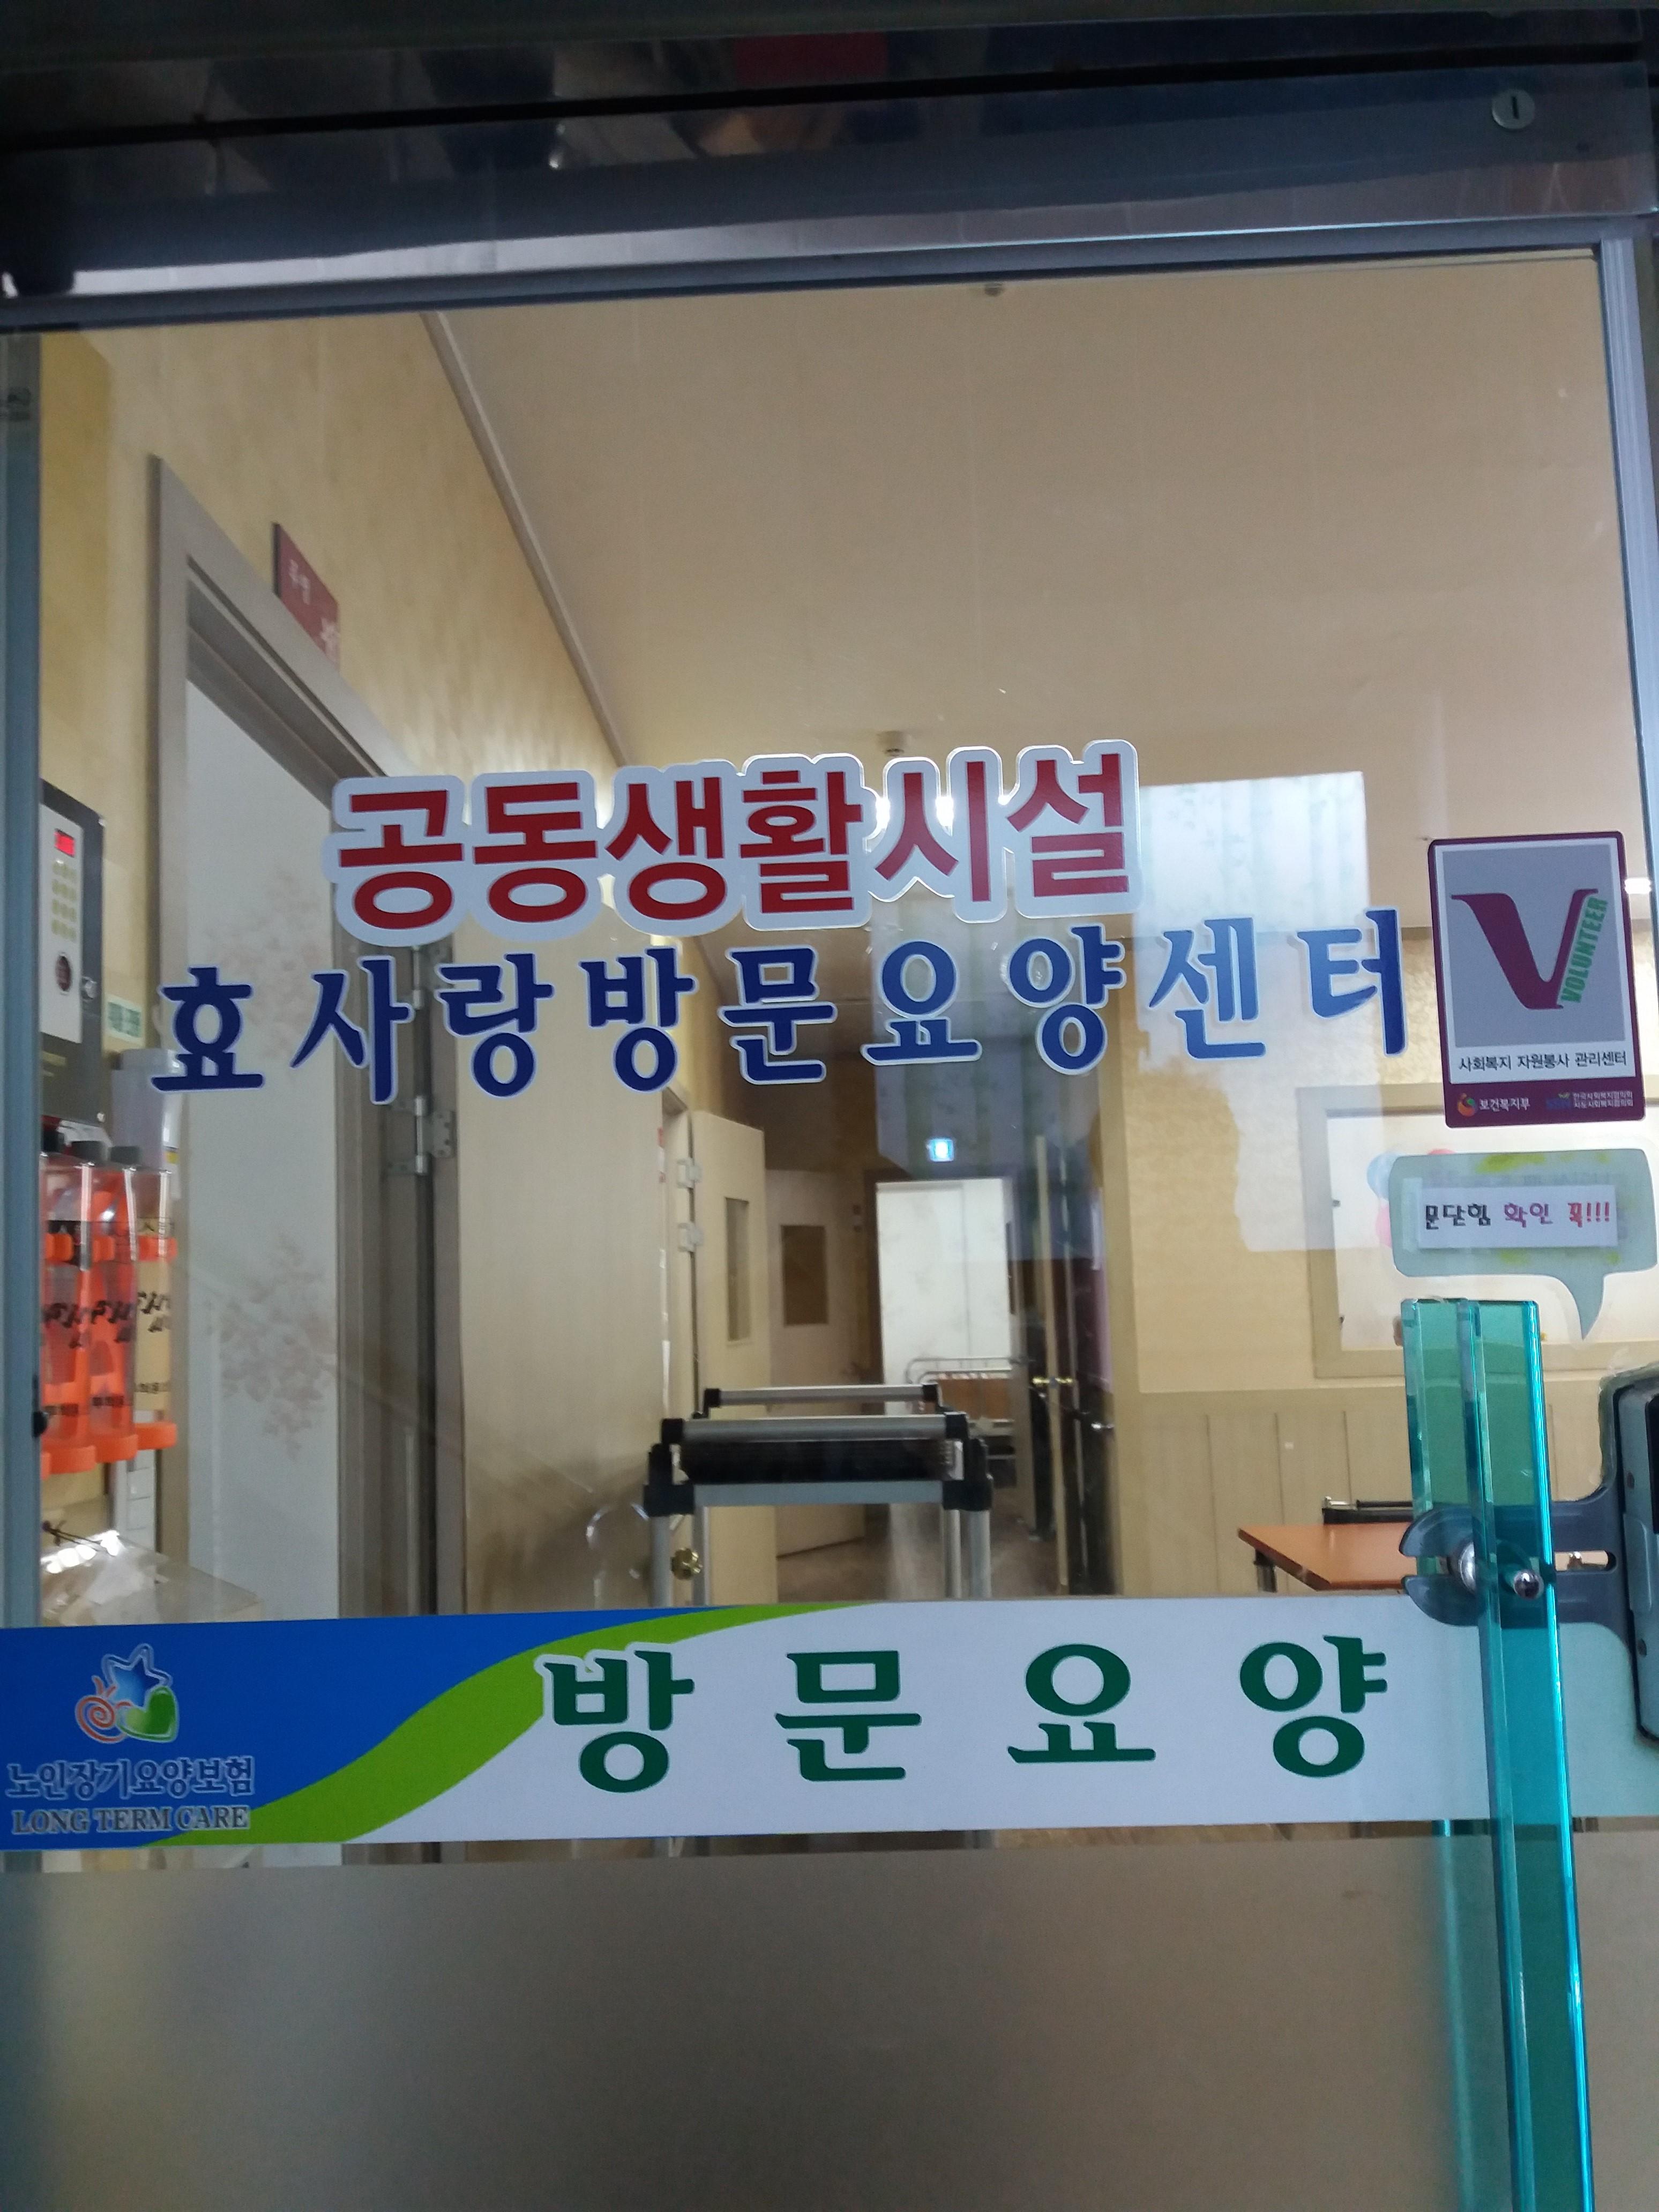 공동생활시설
효사랑방문요양센터
VOLUNTEER
사회복지 자원봉사 관리센터
보건복지부
문닫힘 확인 꼭!!!
방문요양
노인장기요양보험
LONG TERM CARE